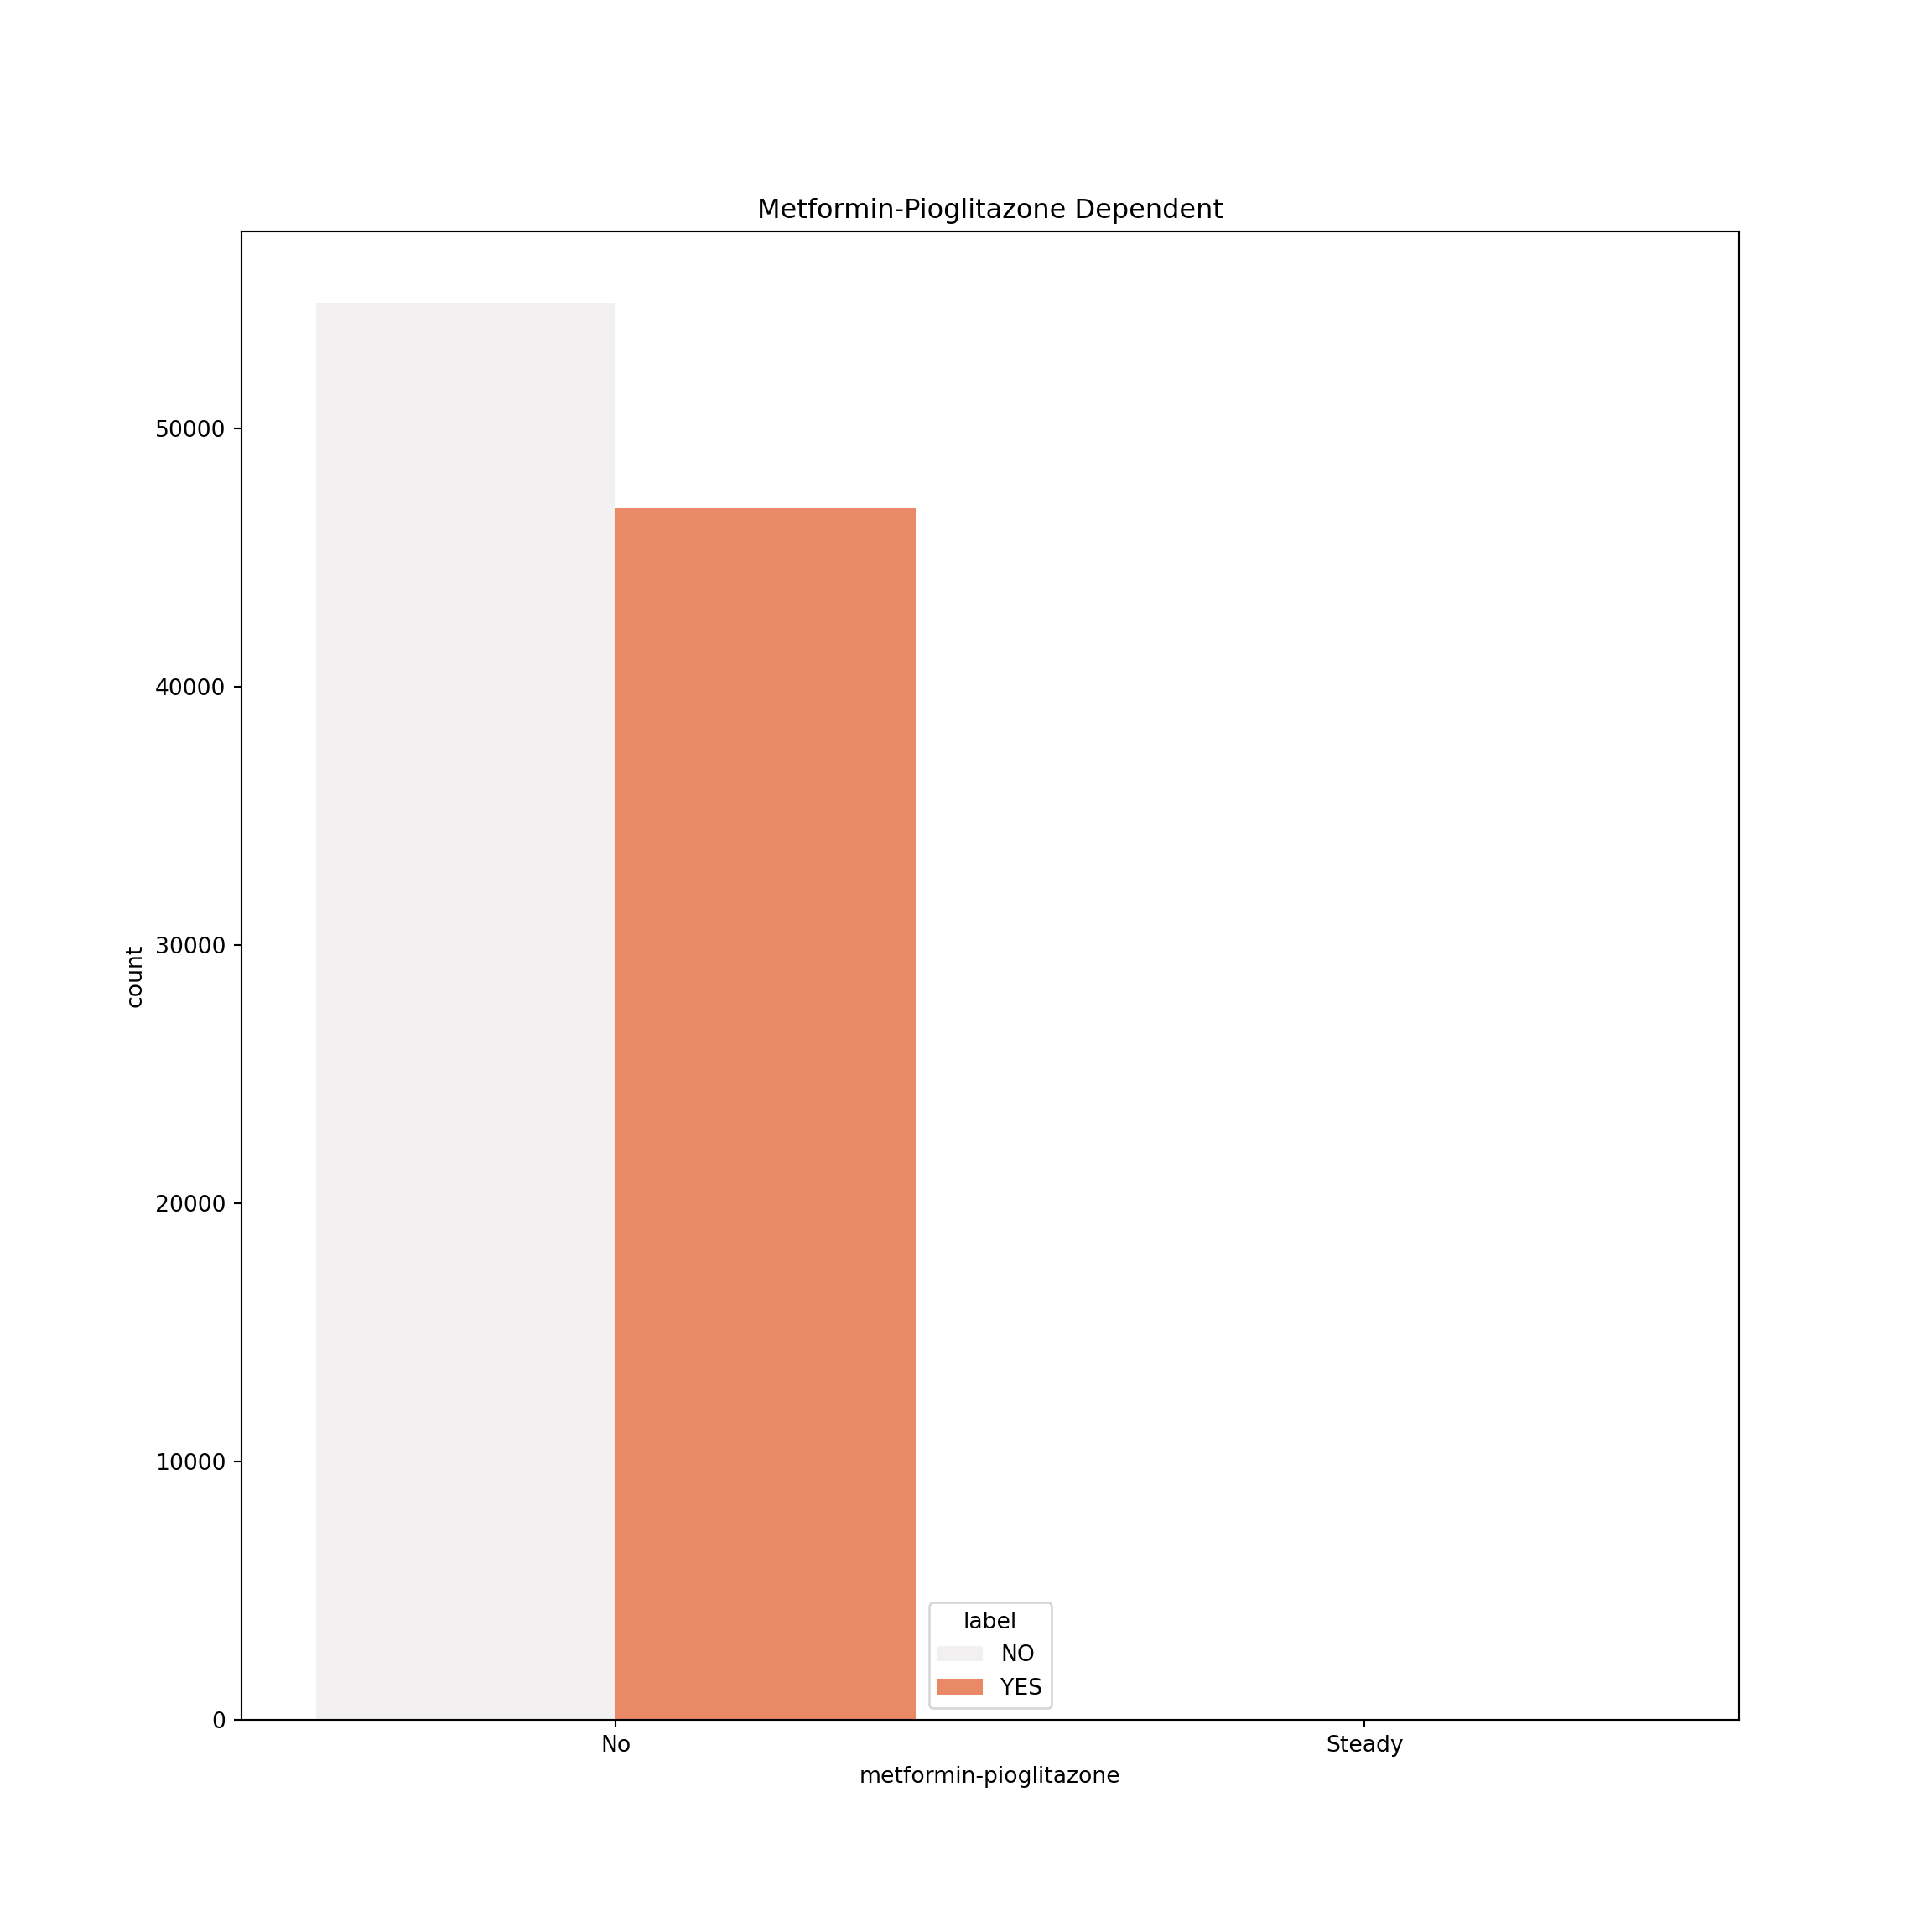 Metformin-Pioglitazone Dependent
50000
40000
30000
20000
10000
0
count
label
NO
YES
No
Steady
metformin-pioglitazone